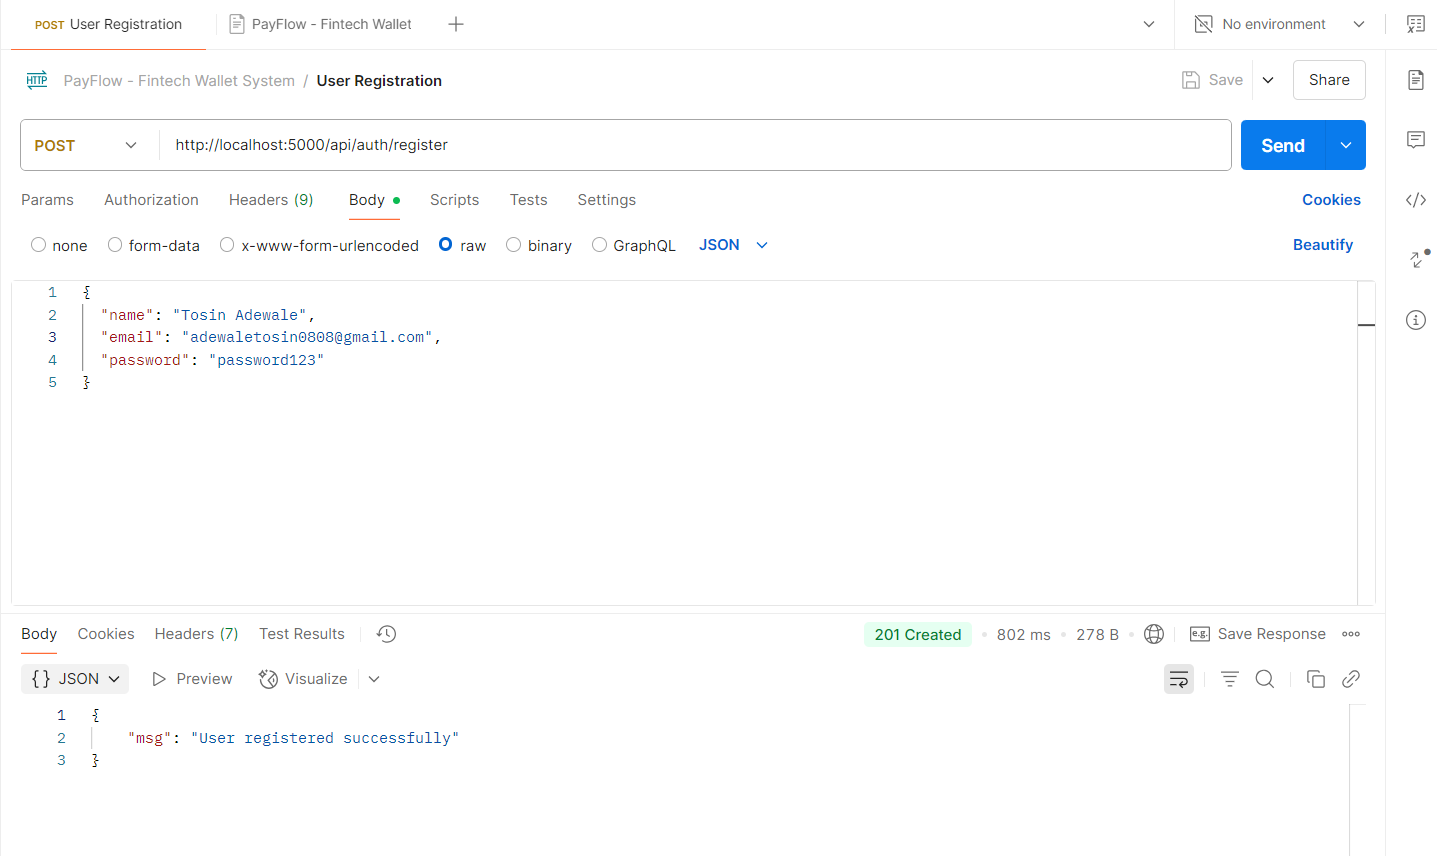 POST User Registration
PayFlow - Fintech Wallet
No environment
HTTP PayFlow - Fintech Wallet System / User Registration
Save
Share
POST
http://localhost:5000/api/auth/register
Send
Params
Authorization
Headers (9)
Body
Scripts
Tests
Settings
Cookies
none
form-data
x-www-form-urlencoded
raw
binary
GraphQL
JSON
Beautify
1 {
2 "name": "Tosin Adewale",
3 "email": "adewaletosin0808@gmail.com",
4 "password": "password123"
5 }
Body
Cookies
Headers (7)
Test Results
201 Created
802 ms
278 B
e.g. Save Response
{} JSON
Preview
Visualize
1 {
2 "msg": "User registered successfully"
3 }